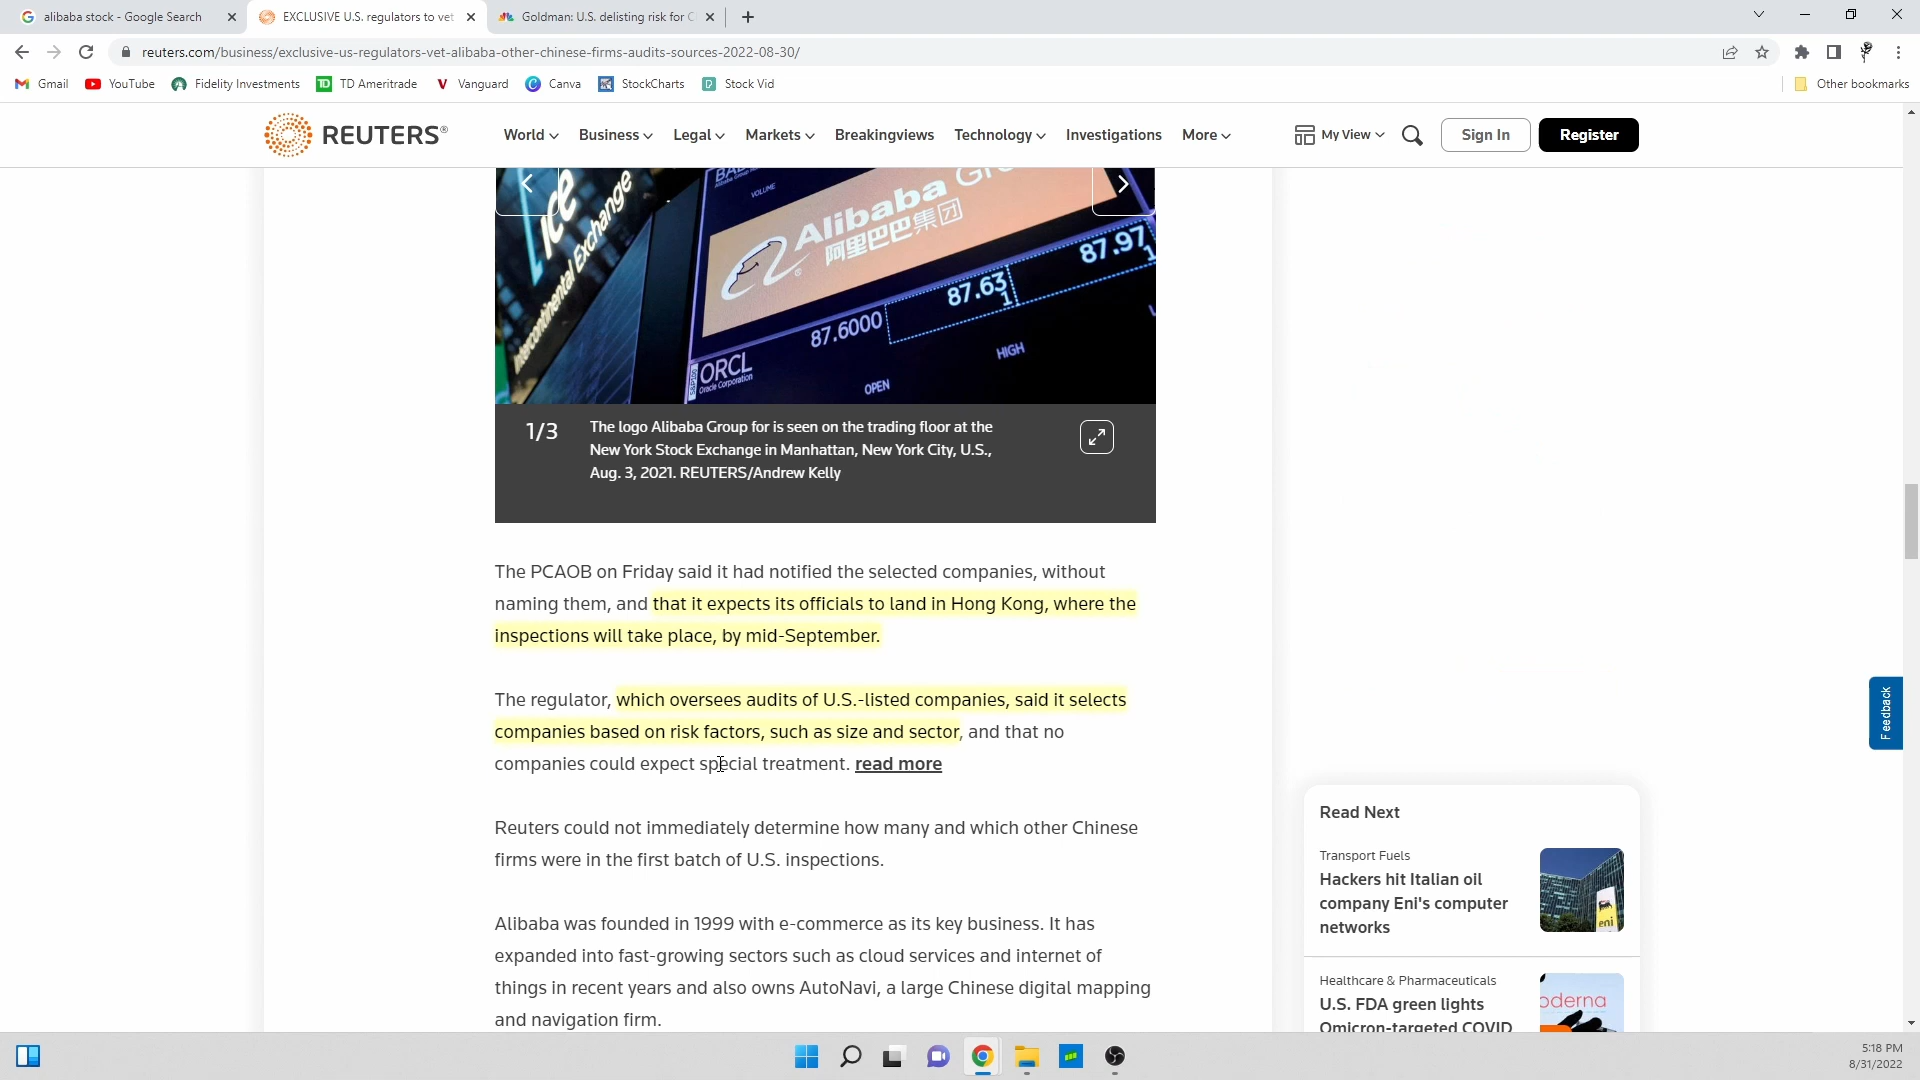 alibaba stock - Google Search
EXCLUSIVE U.S. regulators to vet
Goldman: U.S. delisting risk for C
reuters.com/business/exclusive-us-regulators-vet-alibaba-other-chinese-firms-audits-sources-2022-08-30/
Gmail YouTube Fidelity Investments TD Ameritrade Vanguard Canva StockCharts Stock Vid Other bookmarks
REUTERS®
World Business Legal Markets Breakingviews Technology Investigations More My View Sign In Register
ice
Intercontinental Exchange
VOLUME
Alibaba Gr
阿里巴巴集团
87.97
87.63
1
87.6000
HIGH
ORCL
Oracle Corporation
OPEN
1/3
The logo Alibaba Group for is seen on the trading floor at the
New York Stock Exchange in Manhattan, New York City, U.S.,
Aug. 3, 2021. REUTERS/Andrew Kelly
The PCAOB on Friday said it had notified the selected companies, without
naming them, and that it expects its officials to land in Hong Kong, where the
inspections will take place, by mid-September.
The regulator, which oversees audits of U.S.-listed companies, said it selects
companies based on risk factors, such as size and sector, and that no
companies could expect special treatment. read more
Reuters could not immediately determine how many and which other Chinese
firms were in the first batch of U.S. inspections.
Alibaba was founded in 1999 with e-commerce as its key business. It has
expanded into fast-growing sectors such as cloud services and internet of
things in recent years and also owns AutoNavi, a large Chinese digital mapping
and navigation firm.
Feedback
Read Next
Transport Fuels
Hackers hit Italian oil
company Eni's computer
networks
eni
Healthcare & Pharmaceuticals
U.S. FDA green lights
Omicron-targeted COVID
oderna
5:18 PM
8/31/2022